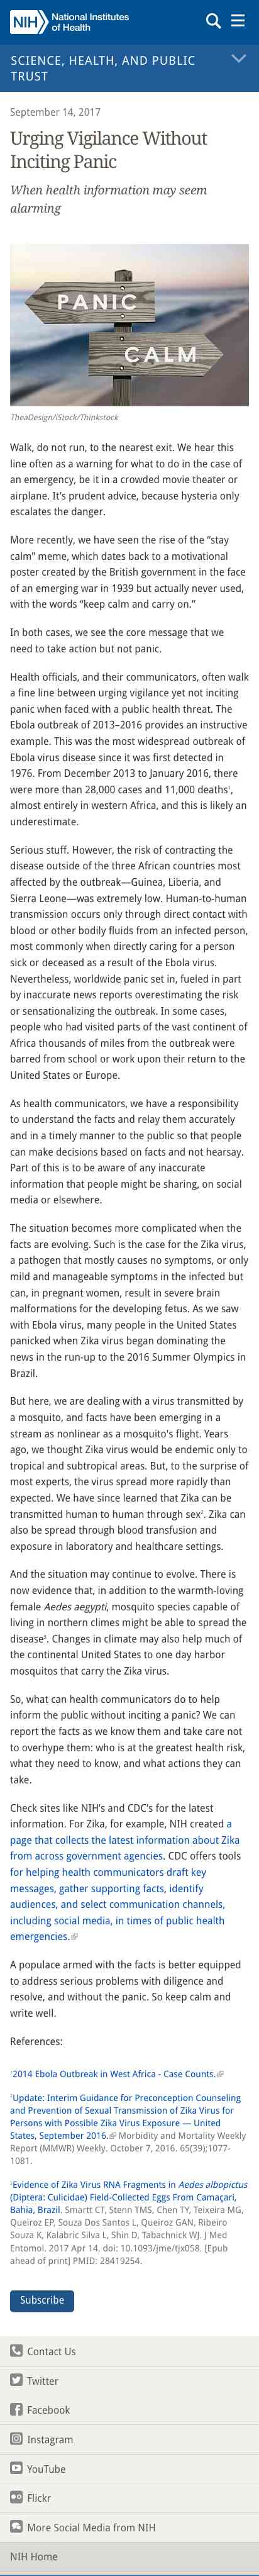 NIH National Institutes
of Health
SCIENCE, HEALTH, AND PUBLIC
TRUST
September 14, 2017
Urging Vigilance Without
Inciting Panic
When health information may seem
alarming
PANIC
CALM
TheaDesign/iStock/Thinkstock
Walk, do not run, to the nearest exit. We hear this
line often as a warning for what to do in the case of
an emergency, be it in a crowded movie theater or
airplane. It’s prudent advice, because hysteria only
escalates the danger.
More recently, we have seen the rise of the “stay
calm” meme, which dates back to a motivational
poster created by the British government in the face
of an emerging war in 1939 but actually never used,
with the words “keep calm and carry on.”
In both cases, we see the core message that we
need to take action but not panic.
Health officials, and their communicators, often walk
a fine line between urging vigilance yet not inciting
panic when faced with a public health threat. The
Ebola outbreak of 2013–2016 provides an instructive
example. This was the most widespread outbreak of
Ebola virus disease since it was first detected in
1976. From December 2013 to January 2016, there
were more than 28,000 cases and 11,000 deaths¹,
almost entirely in western Africa, and this is likely an
underestimate.
Serious stuff. However, the risk of contracting the
disease outside of the three African countries most
affected by the outbreak—Guinea, Liberia, and
Sierra Leone—was extremely low. Human-to-human
transmission occurs only through direct contact with
blood or other bodily fluids from an infected person,
most commonly when directly caring for a person
sick or deceased as a result of the Ebola virus.
Nevertheless, worldwide panic set in, fueled in part
by inaccurate news reports overestimating the risk
or sensationalizing the outbreak. In some cases,
people who had visited parts of the vast continent of
Africa thousands of miles from the outbreak were
barred from school or work upon their return to the
United States or Europe.
As health communicators, we have a responsibility
to understand the facts and relay them accurately
and in a timely manner to the public so that people
can make decisions based on facts and not hearsay.
Part of this is to be aware of any inaccurate
information that people might be sharing, on social
media or elsewhere.
The situation becomes more complicated when the
facts are evolving. Such is the case for the Zika virus,
a pathogen that mostly causes no symptoms, or only
mild and manageable symptoms in the infected but
can, in pregnant women, result in severe brain
malformations for the developing fetus. As we saw
with Ebola virus, many people in the United States
panicked when Zika virus began dominating the
news in the run-up to the 2016 Summer Olympics in
Brazil.
But here, we are dealing with a virus transmitted by
a mosquito, and facts have been emerging in a
stream as nonlinear as a mosquito's flight. Years
ago, we thought Zika virus would be endemic only to
tropical and subtropical areas. But, to the surprise of
most experts, the virus spread more rapidly than
expected. We have since learned that Zika can be
transmitted human to human through sex². Zika can
also be spread through blood transfusion and
exposure in laboratory and healthcare settings.
And the situation may continue to evolve. There is
now evidence that, in addition to the warmth-loving
female Aedes aegypti, mosquito species capable of
living in northern climes might be able to spread the
disease³. Changes in climate may also help much of
the continental United States to one day harbor
mosquitos that carry the Zika virus.
So, what can health communicators do to help
inform the public without inciting a panic? We can
report the facts as we know them and take care not
to overhype them: who is at the greatest health risk,
what they need to know, and what actions they can
take.
Check sites like NIH’s and CDC’s for the latest
information. For Zika, for example, NIH created a
page that collects the latest information about Zika
from across government agencies. CDC offers tools
for helping health communicators draft key
messages, gather supporting facts, identify
audiences, and select communication channels,
including social media, in times of public health
emergencies.
A populace armed with the facts is better equipped
to address serious problems with diligence and
resolve, and without the panic. So keep calm and
write well.
References:
¹2014 Ebola Outbreak in West Africa - Case Counts.
²Update: Interim Guidance for Preconception Counseling
and Prevention of Sexual Transmission of Zika Virus for
Persons with Possible Zika Virus Exposure — United
States, September 2016. Morbidity and Mortality Weekly
Report (MMWR) Weekly. October 7, 2016. 65(39);1077-
1081.
³Evidence of Zika Virus RNA Fragments in Aedes albopictus
(Diptera: Culicidae) Field-Collected Eggs From Camaçari,
Bahia, Brazil. Smartt CT, Stenn TMS, Chen TY, Teixeira MG,
Queiroz EP, Souza Dos Santos L, Queiroz GAN, Ribeiro
Souza K, Kalabric Silva L, Shin D, Tabachnick WJ. J Med
Entomol. 2017 Apr 14, doi: 10.1093/jme/tjx058. [Epub
ahead of print] PMID: 28419254.
Subscribe
Contact Us
Twitter
Facebook
Instagram
YouTube
Flickr
More Social Media from NIH
NIH Home